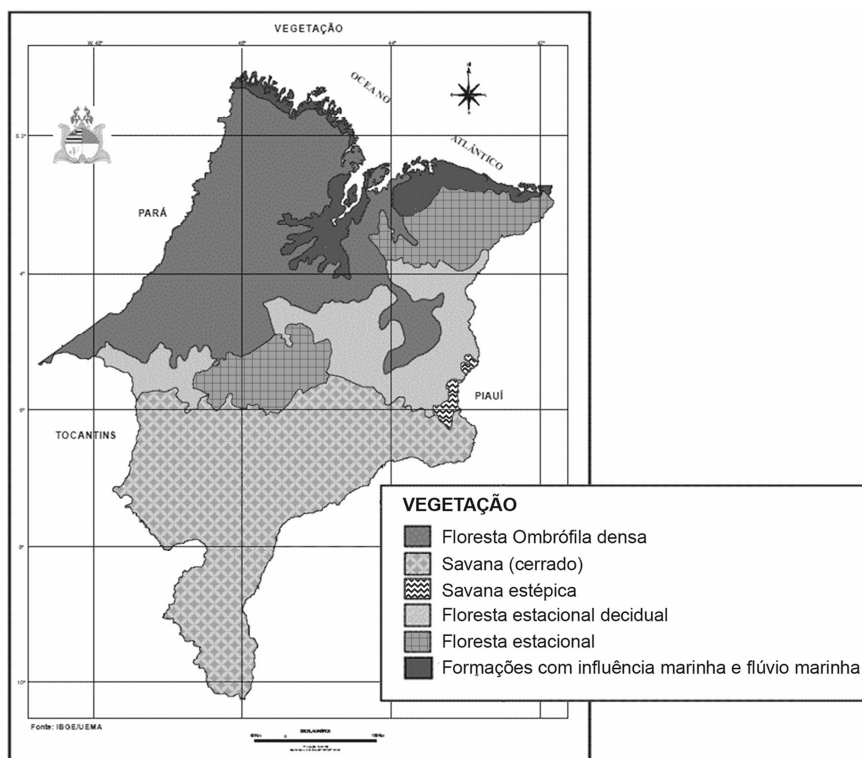 VEGETAÇÃO
OCEANO
ATLÂNTICO
PARÁ
PIAUÍ
TOCANTINS
VEGETAÇÃO
Floresta Ombrófila densa
Savana (cerrado)
Savana estépica
Floresta estacional decidual
Floresta estacional
Formações com influência marinha e flúvio marinha
Fonte: IBGE/UEMA